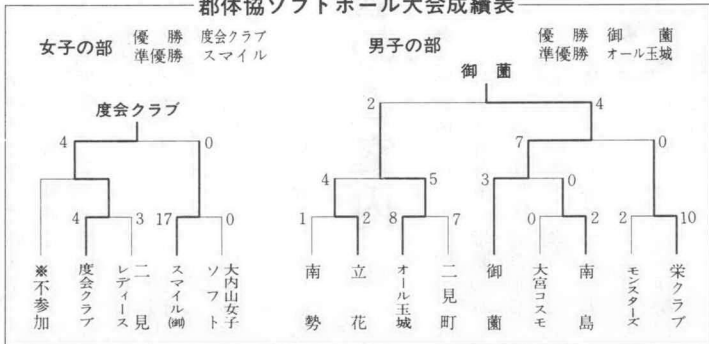 郡体協ソフトボール大会成績表
女子の部
優勝 度会クラブ
準優勝 スマイル
度会クラブ
4 0
4 3 17 0
※不参加
度会クラブ
二見レディース
スマイル(御)
大内山女子ソフト
男子の部
優勝 御薗
準優勝 オール玉城
御薗
2 4
7 0
4 5 3 0
1 2 8 7 0 2 2 10
南勢
立花
オール玉城
二見町
御薗
大宮コスモ
南島
モンスターズ
栄クラブ